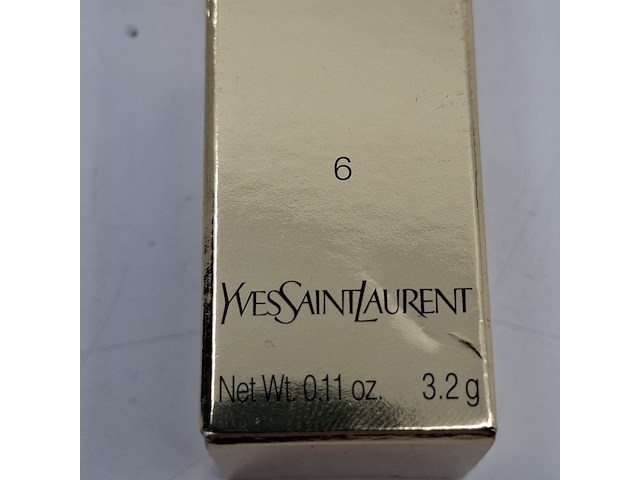 6
YVESSAINTLAURENT
Net Wt. 0.11 oz. 3.2 g